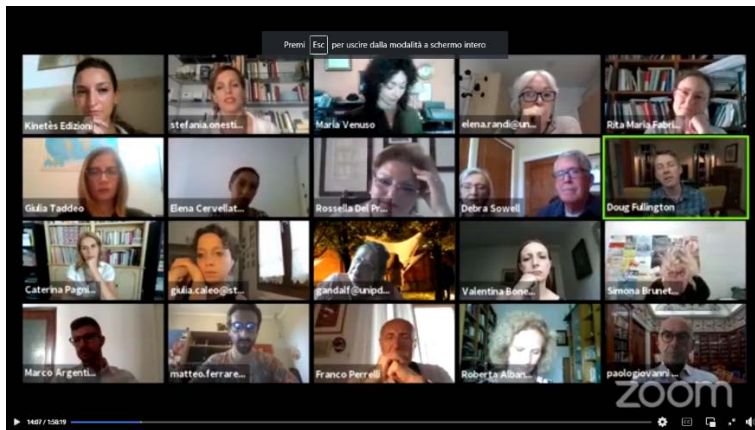 Premi Esc per uscire dalla modalità a schermo intero
Kinetès Edizioni
stefania.onesti...
Maria Venuso
elena.randi@un...
Rita Maria Fabri...
Giulia Taddeo
Elena Cervellat...
Rossella Del Pr...
Debra Sowell
Doug Fullington
Caterina Pagni...
giulia.caleo@st...
gandalf@unipd...
Valentina Bone...
Simona Brunet...
Marco Argenti...
matteo.ferrare...
Franco Perrelli
Roberta Alban...
paologiovanni...
zoom
14:07 / 1:58:19